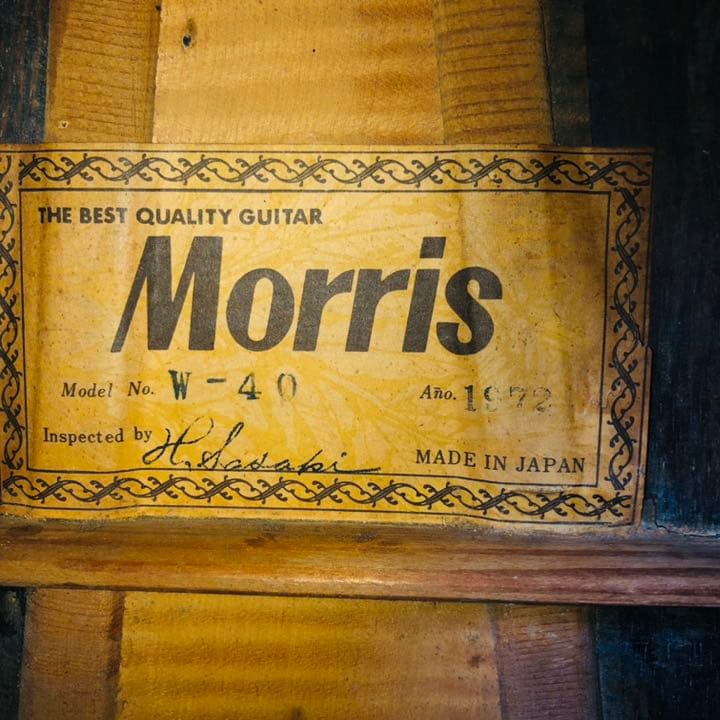 THE BEST QUALITY GUITAR
Morris
Model No. W-40 Año. 1972
Inspected by H. Sasaki MADE IN JAPAN